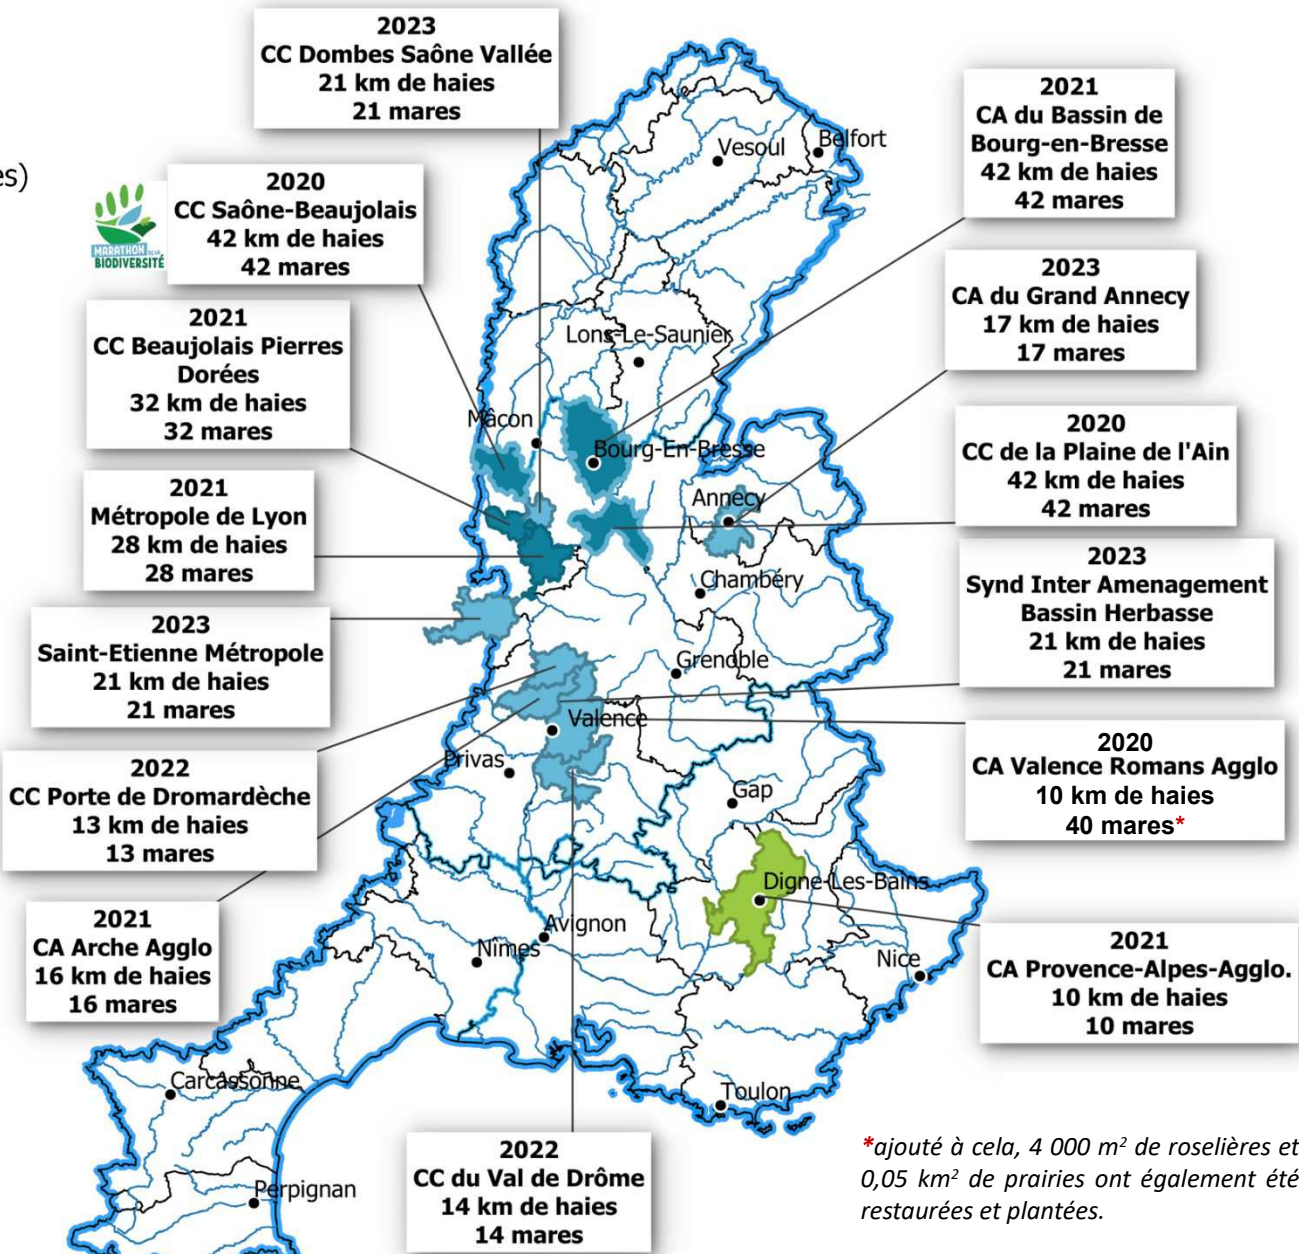 2023
CC Dombes Saône Vallée
21 km de haies
21 mares
es)
MARATHON DE LA
BIODIVERSITÉ
2020
CC Saône-Beaujolais
42 km de haies
42 mares
2021
CC Beaujolais Pierres
Dorées
32 km de haies
32 mares
2021
Métropole de Lyon
28 km de haies
28 mares
2023
Saint-Etienne Métropole
21 km de haies
21 mares
2022
CC Porte de Dromardèche
13 km de haies
13 mares
2021
CA Arche Agglo
16 km de haies
16 mares
2021
CA du Bassin de
Bourg-en-Bresse
42 km de haies
42 mares
2023
CA du Grand Annecy
17 km de haies
17 mares
2020
CC de la Plaine de l'Ain
42 km de haies
42 mares
2023
Synd Inter Amenagement
Bassin Herbasse
21 km de haies
21 mares
2020
CA Valence Romans Agglo
10 km de haies
40 mares*
2021
CA Provence-Alpes-Agglo.
10 km de haies
10 mares
2022
CC du Val de Drôme
14 km de haies
14 mares
Vesoul
Belfort
Lons-Le-Saunier
Mâcon
Bourg-En-Bresse
Annecy
Chambéry
Grenoble
Valence
Privas
Gap
Digne-Les-Bains
Avignon
Nîmes
Nice
Carcassonne
Toulon
Perpignan
*ajouté à cela, 4 000 m² de roselières et
0,05 km² de prairies ont également été
restaurées et plantées.